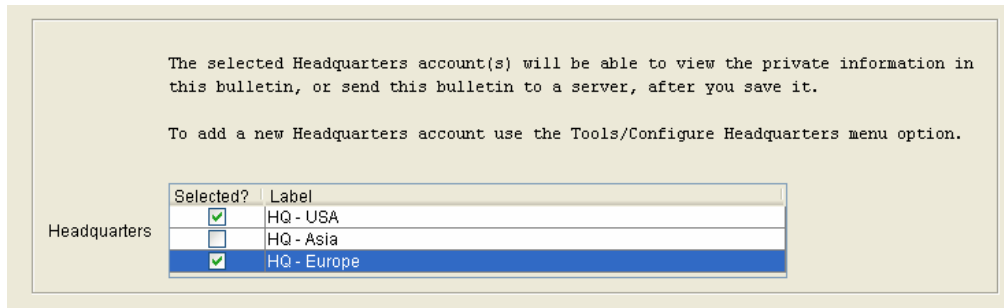 The selected Headquarters account(s) will be able to view the private information in
this bulletin, or send this bulletin to a server, after you save it.
To add a new Headquarters account use the Tools/Configure Headquarters menu option.
Selected? Label
HQ - USA
HQ - Asia
Headquarters
HQ - Europe